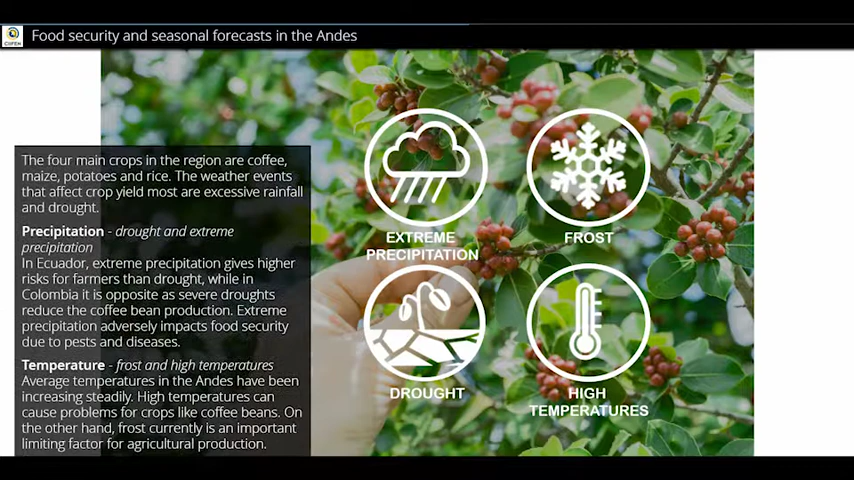 Food security and seasonal forecasts in the Andes
CIIFEN
The four main crops in the region are coffee,
maize, potatoes and rice. The weather events
that affect crop yield most are excessive rainfall
and drought.
Precipitation - drought and extreme
precipitation
In Ecuador, extreme precipitation gives higher
risks for farmers than drought, while in
Colombia it is opposite as severe droughts
reduce the coffee bean production. Extreme
precipitation adversely impacts food security
due to pests and diseases.
Temperature - frost and high temperatures
Average temperatures in the Andes have been
increasing steadily. High temperatures can
cause problems for crops like coffee beans. On
the other hand, frost currently is an important
limiting factor for agricultural production.
EXTREME
PRECIPITATION
FROST
DROUGHT
HIGH
TEMPERATURES